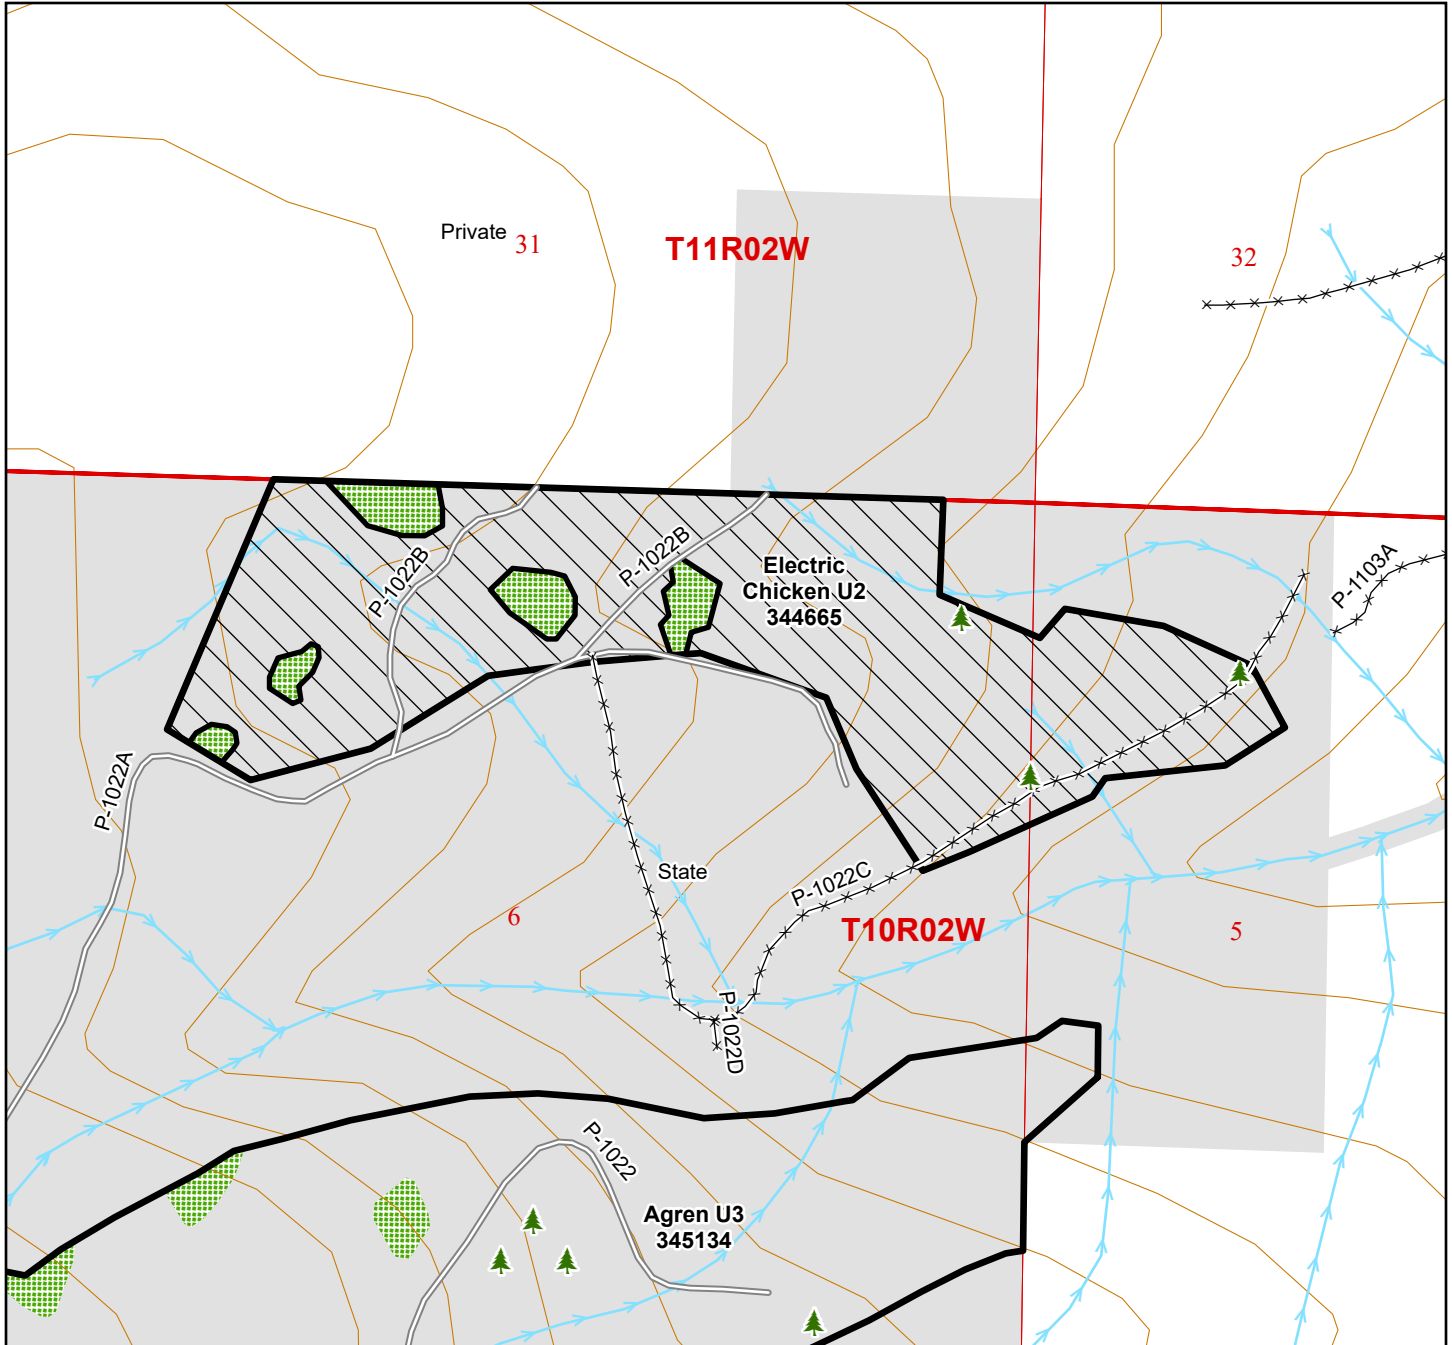 Private 31
T11R02W
32
P-1022B
P-1022B
Electric
Chicken U2
344665
P-1103A
P-1022A
State
P-1022C
6
T10R02W
5
P-1022D
P-1022
Agren U3
345134